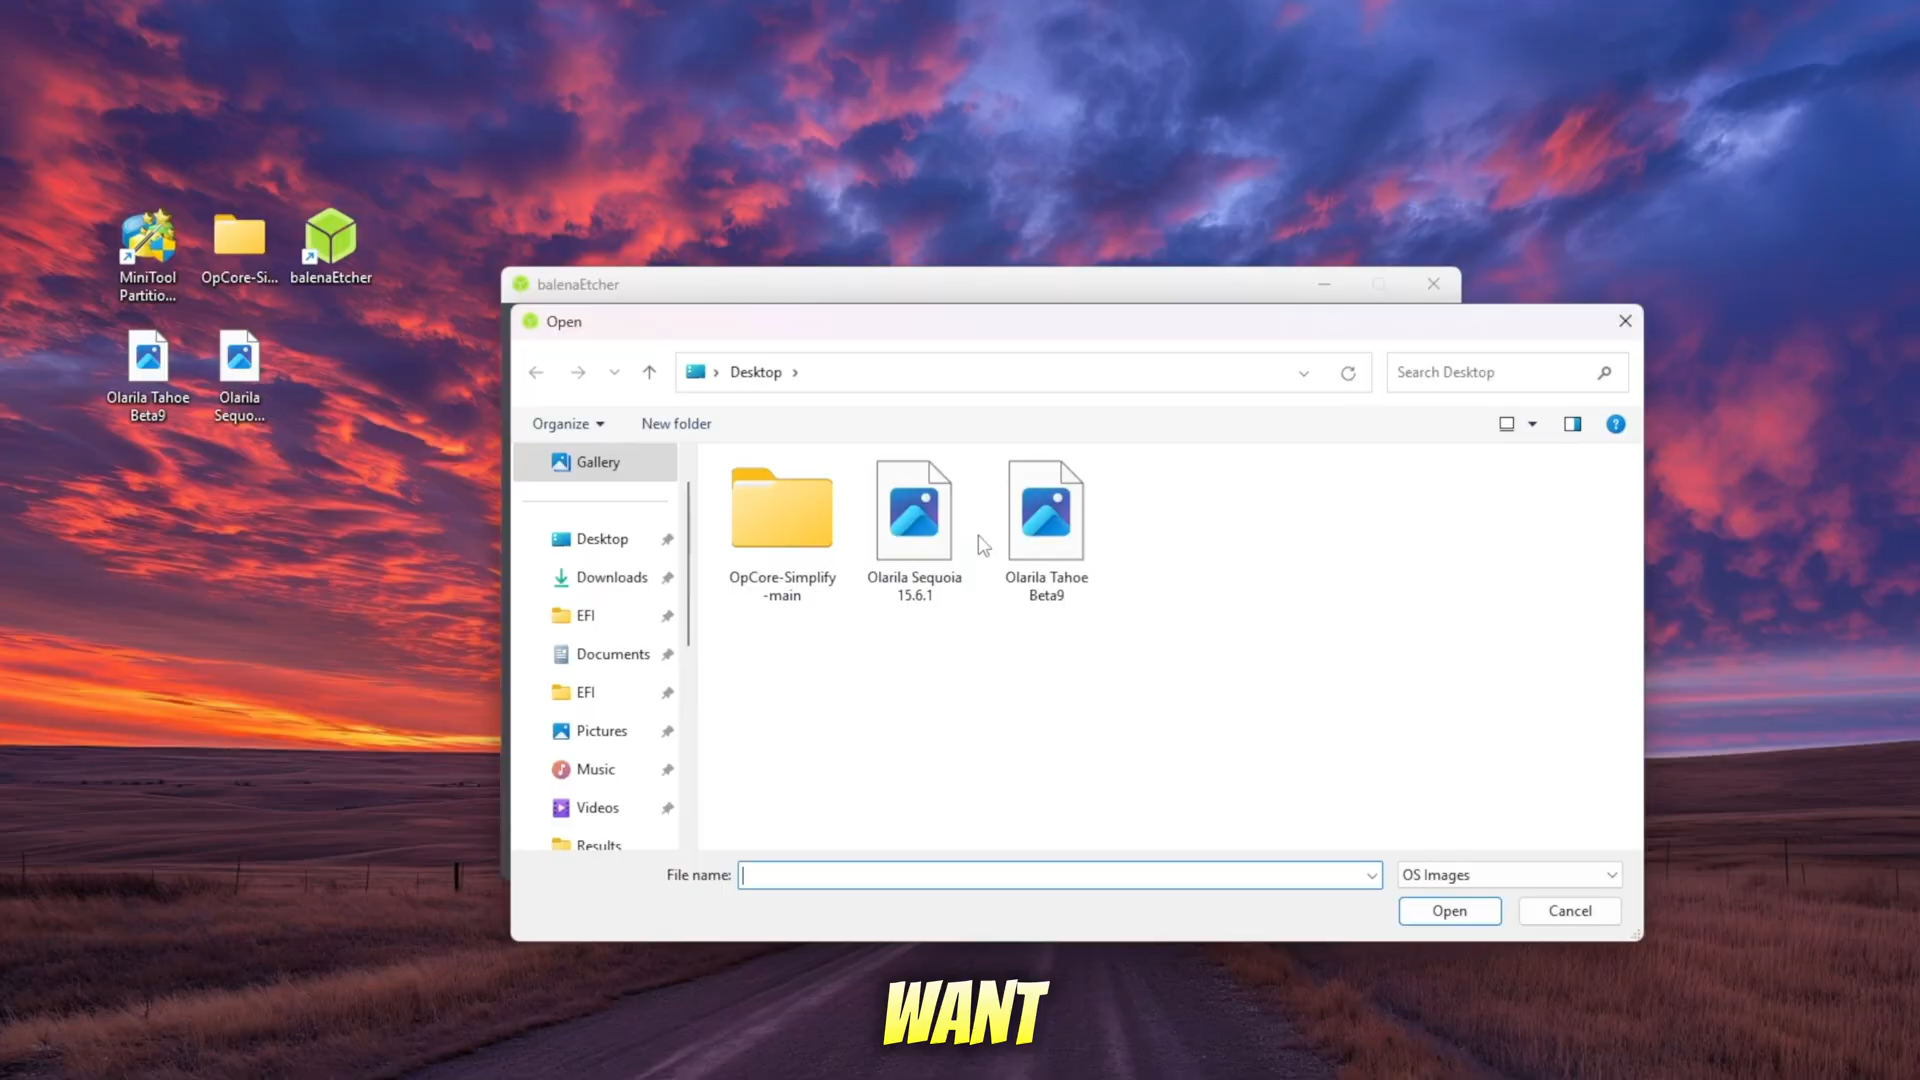 MiniTool
Partitio...
OpCore-Si...
balenaEtcher
Olarila Tahoe
Beta9
Olarila
Sequo...
balenaEtcher
Open
Desktop
Search Desktop
Organize
New folder
?
Gallery
Desktop
Downloads
EFI
Documents
EFI
Pictures
Music
Videos
Results
OpCore-Simplify
-main
Olarila Sequoia
15.6.1
Olarila Tahoe
Beta9
File name:
OS Images
Open
Cancel
WANT